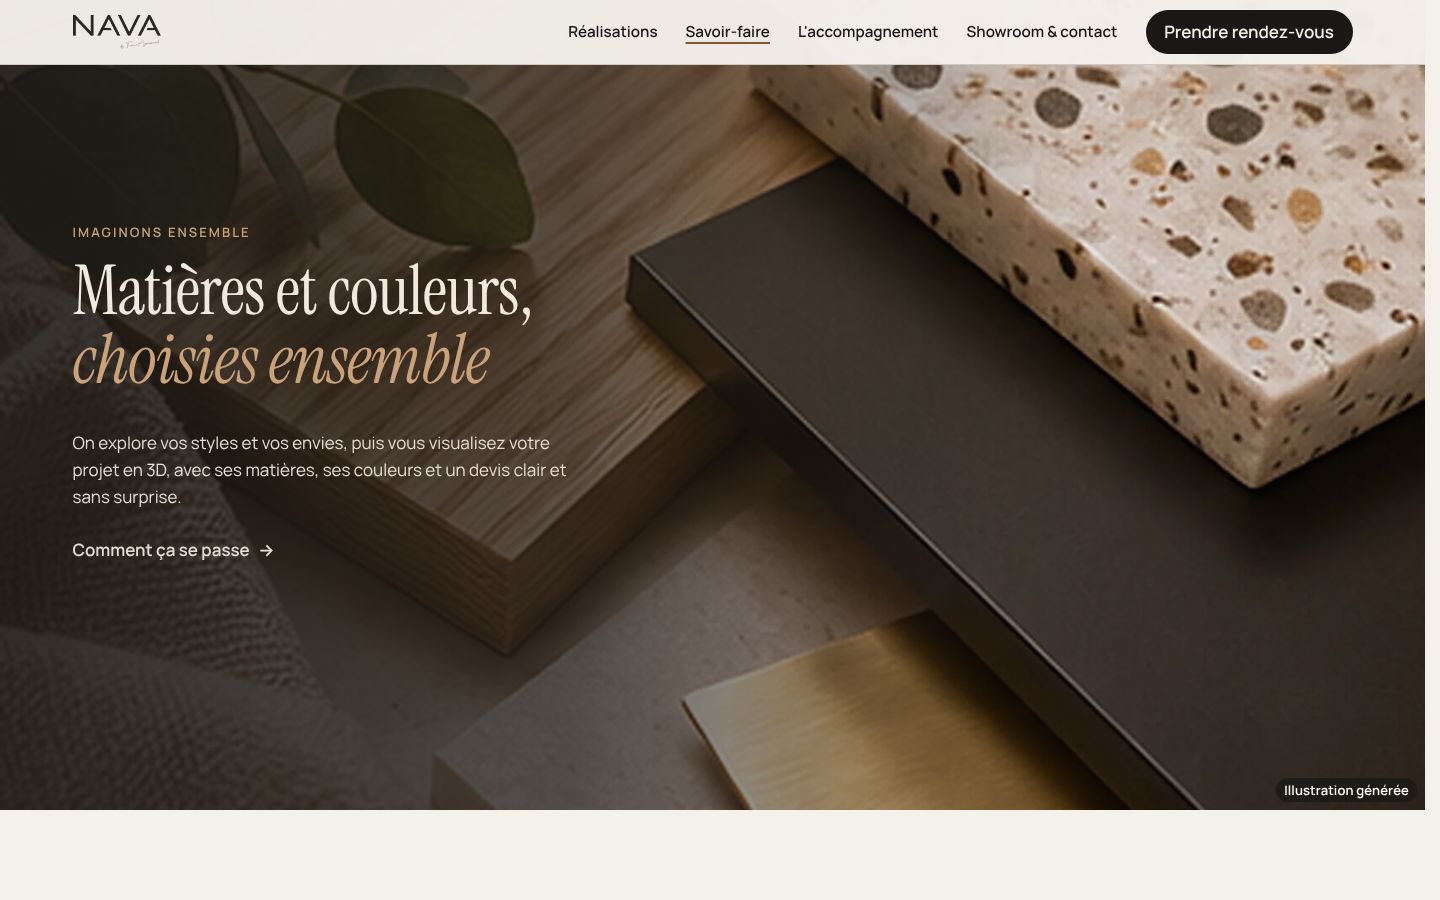 NAVA
Réalisations
Savoir-faire
L'accompagnement
Showroom & contact
Prendre rendez-vous
IMAGINONS ENSEMBLE
Matières et couleurs,
choisies ensemble
On explore vos styles et vos envies, puis vous visualisez votre
projet en 3D, avec ses matières, ses couleurs et un devis clair et
sans surprise.
Comment ça se passe →
Illustration générée